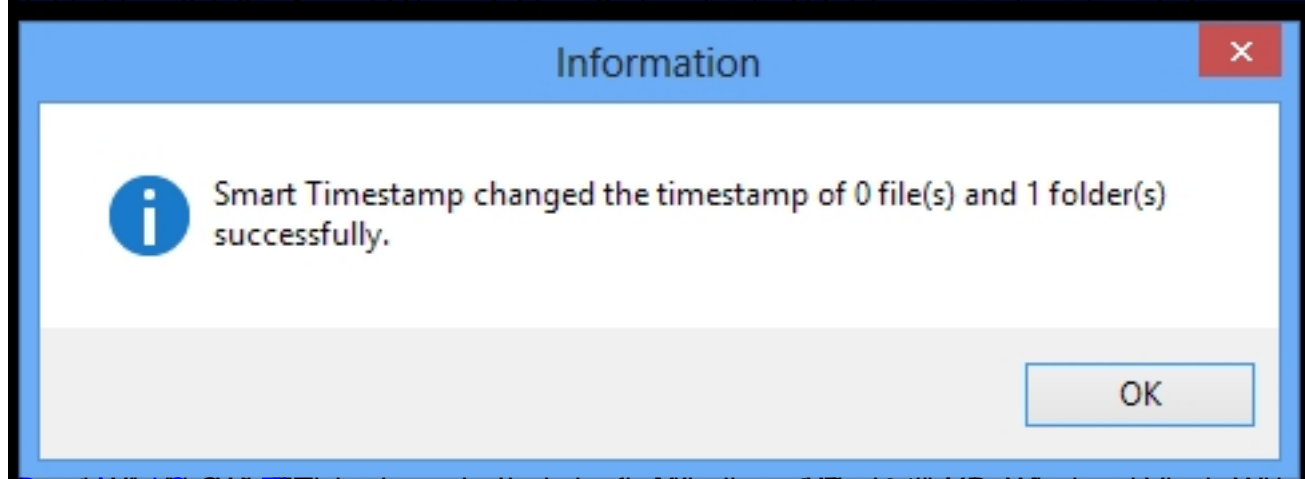 Information
Smart Timestamp changed the timestamp of 0 file(s) and 1 folder(s)
successfully.
OK